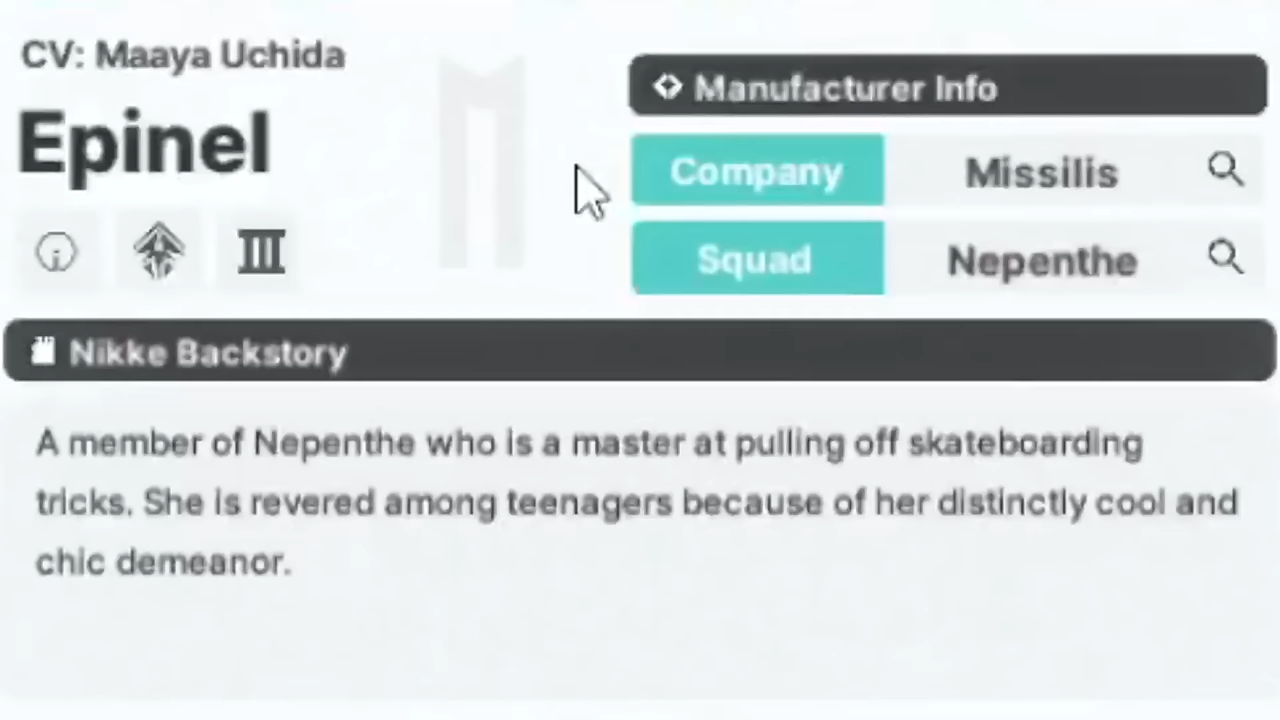 CV: Maaya Uchida
Epinel
III
Manufacturer Info
Company Missilis
Squad Nepenthe
Nikke Backstory
A member of Nepenthe who is a master at pulling off skateboarding
tricks. She is revered among teenagers because of her distinctly cool and
chic demeanor.